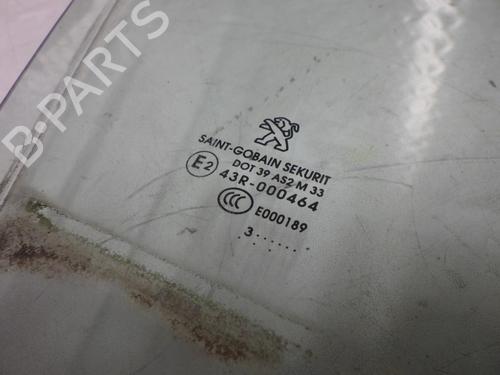 B-PARTS
SAINT-GOBAIN SEKURIT
DOT 39 AS2 M 33
E2 43R-000464
CCC E000189
.3.......